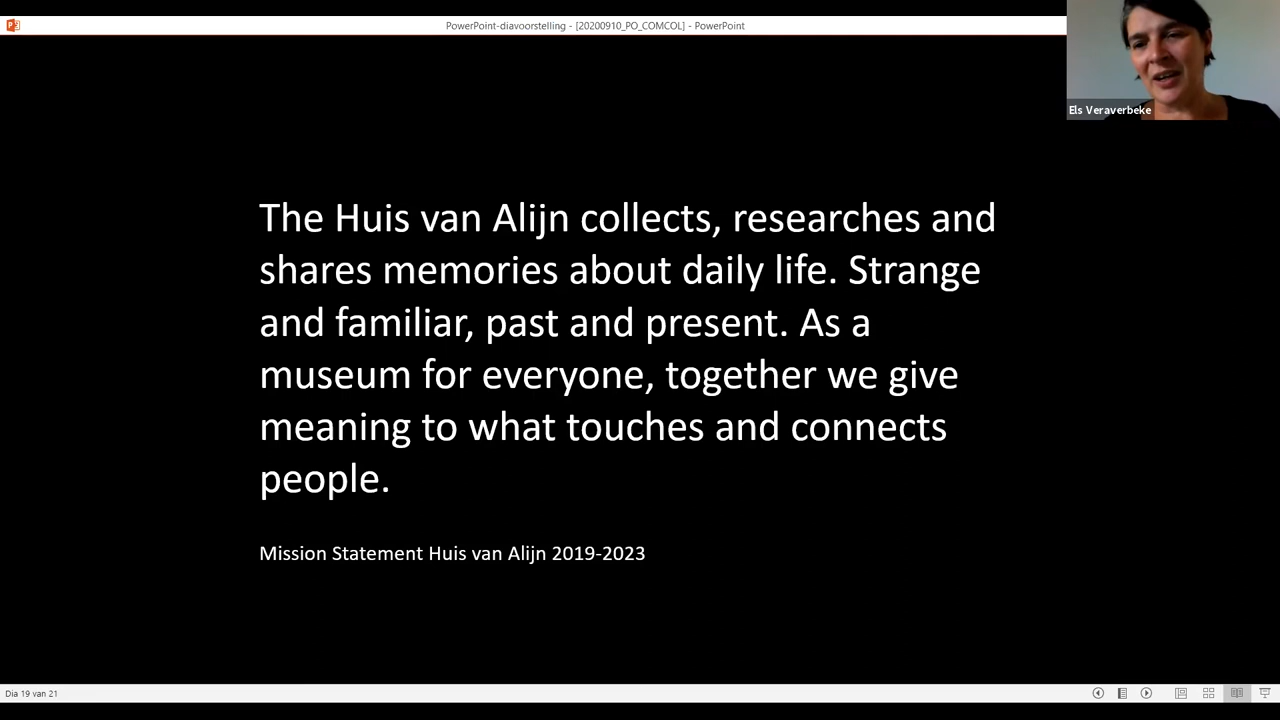 PowerPoint-diavoorstelling - [20200910_PO_COMCOL] - PowerPoint
Els Veraverbeke
The Huis van Alijn collects, researches and
shares memories about daily life. Strange
and familiar, past and present. As a
museum for everyone, together we give
meaning to what touches and connects
people.
Mission Statement Huis van Alijn 2019-2023
Dia 19 van 21